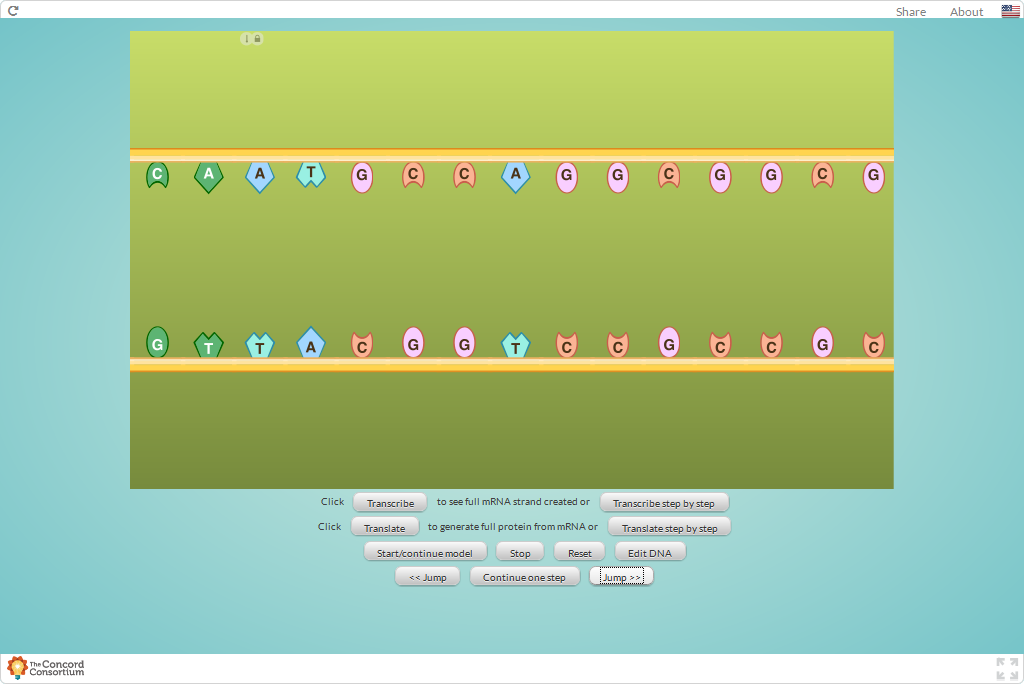 Share About
C A A T G C C A G G C G G C G
G T T A C G G T C C G C C G C
Click Transcribe to see full mRNA strand created or Transcribe step by step
Click Translate to generate full protein from mRNA or Translate step by step
Start/continue model Stop Reset Edit DNA
<< Jump Continue one step Jump >>
The Concord
Consortium